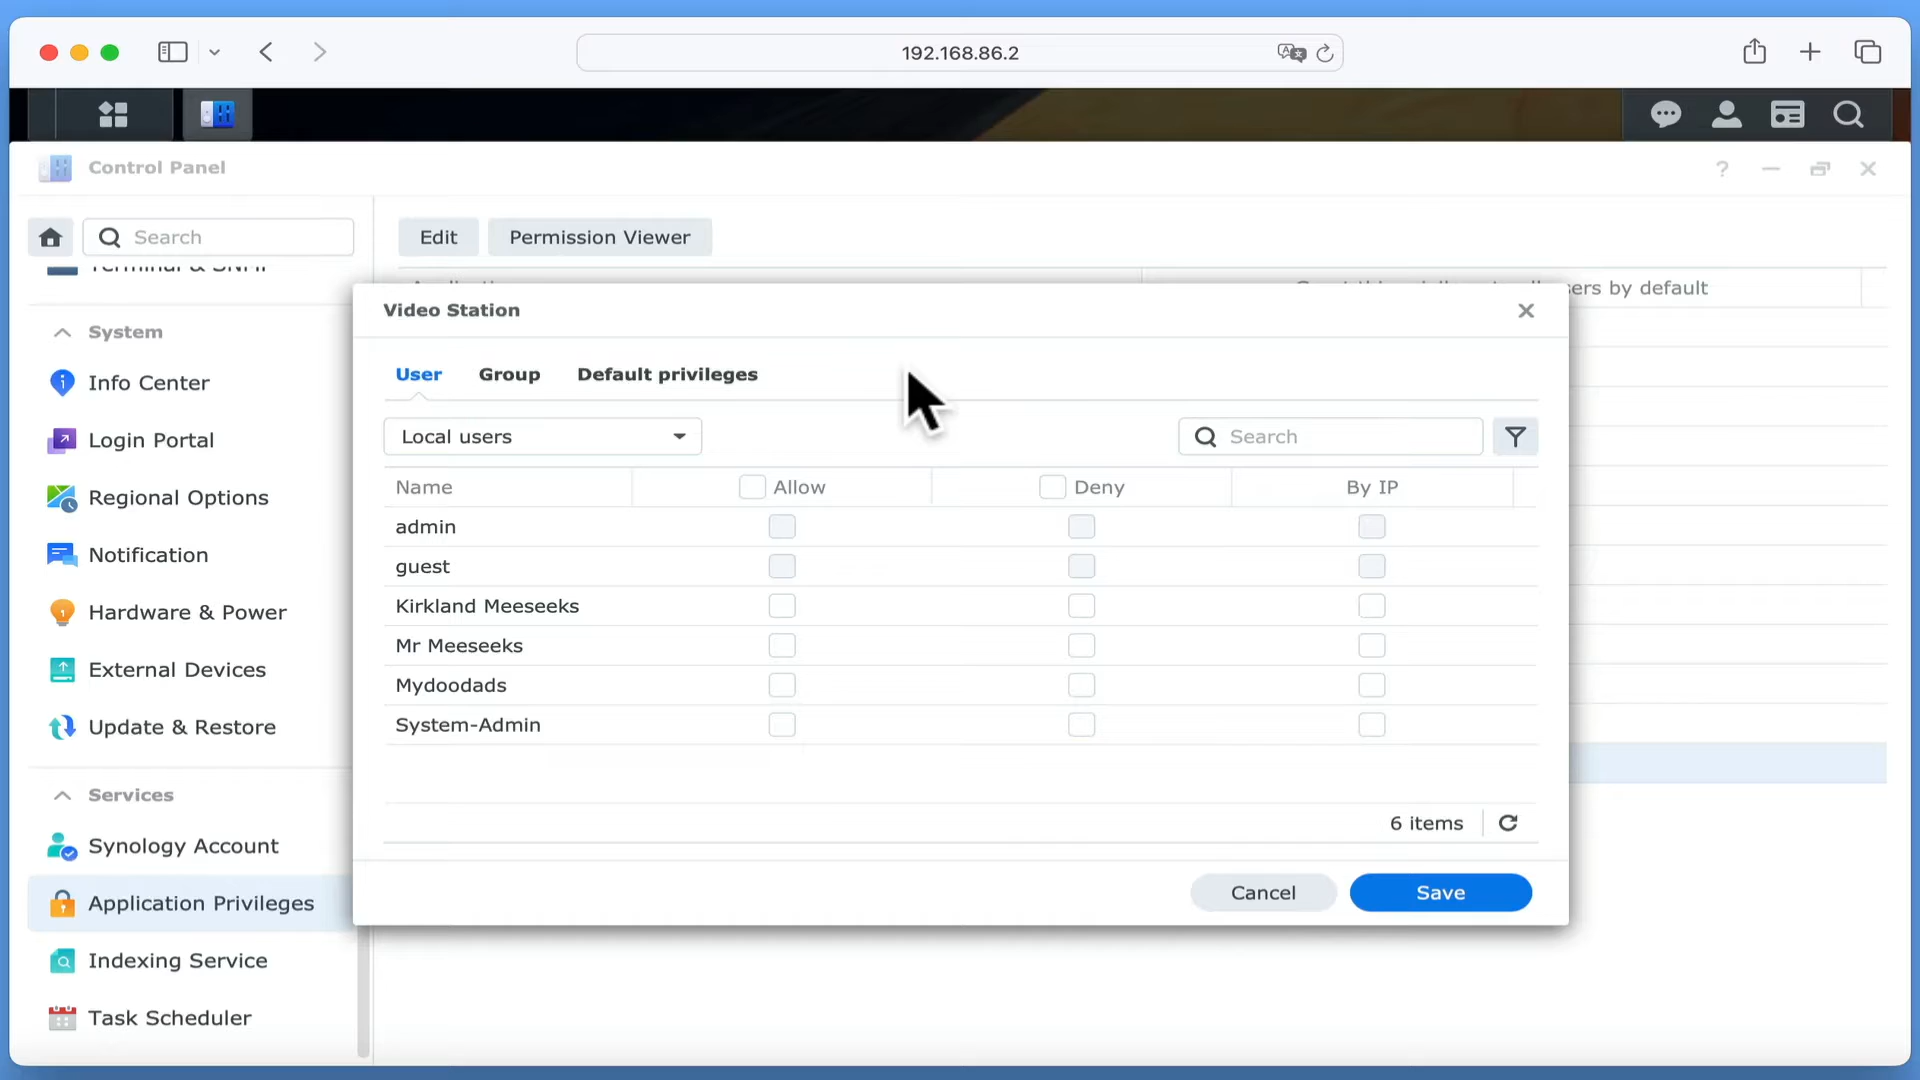 192.168.86.2
Control Panel
Search
Edit
Permission Viewer
Terminal & SNMP
ers by default
System
Info Center
Login Portal
Regional Options
Notification
Hardware & Power
External Devices
Update & Restore
Services
Synology Account
Application Privileges
Indexing Service
Task Scheduler
Video Station
User Group Default privileges
Local users
Search
Name Allow Deny By IP
admin
guest
Kirkland Meeseeks
Mr Meeseeks
Mydoodads
System-Admin
6 items
Cancel Save